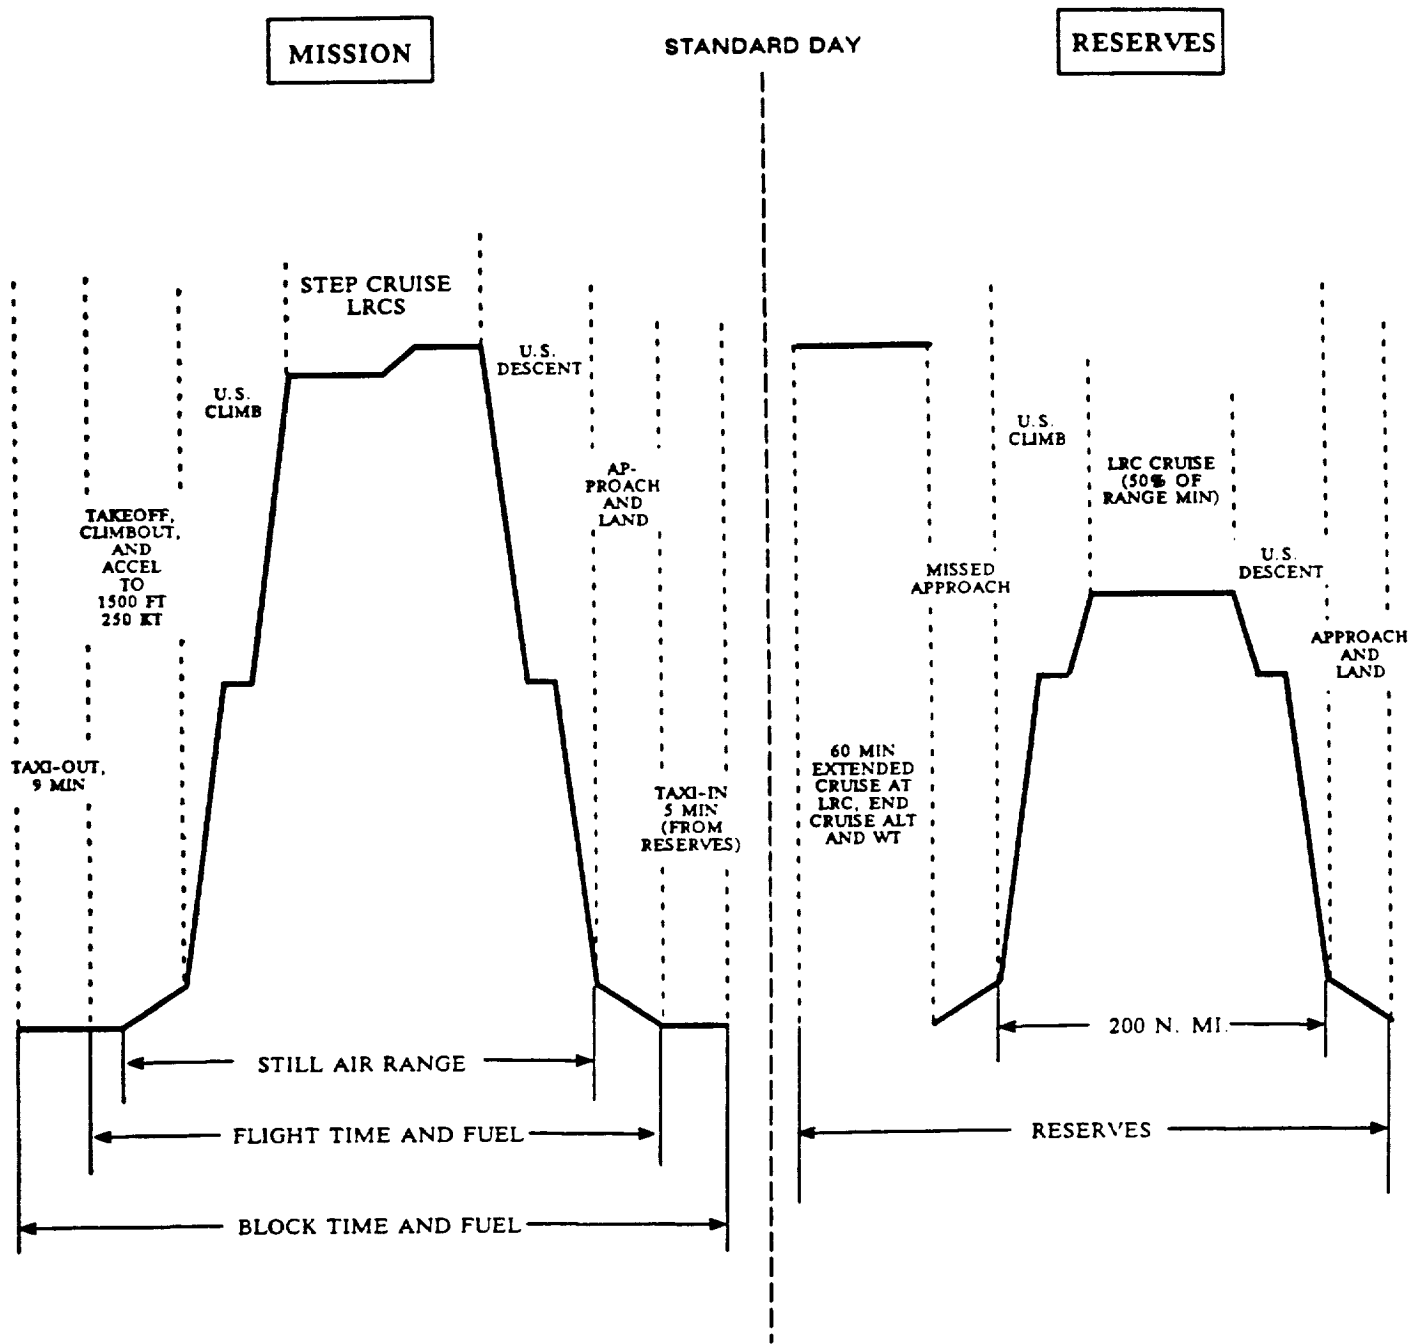 MISSION
STANDARD DAY
RESERVES
STEP CRUISE
LRCS
U.S.
CLIMB
U.S.
DESCENT
TAKEOFF,
CLIMBOUT,
AND
ACCEL
TO
1500 FT
250 KT
AP-
PROACH
AND
LAND
TAXI-OUT,
9 MIN
TAXI-IN
5 MIN
(FROM
RESERVES)
STILL AIR RANGE
FLIGHT TIME AND FUEL
BLOCK TIME AND FUEL
60 MIN
EXTENDED
CRUISE AT
LRC, END
CRUISE ALT
AND WT
MISSED
APPROACH
U.S.
CLIMB
LRC CRUISE
(50% OF
RANGE MIN)
U.S.
DESCENT
APPROACH
AND
LAND
200 N. MI.
RESERVES